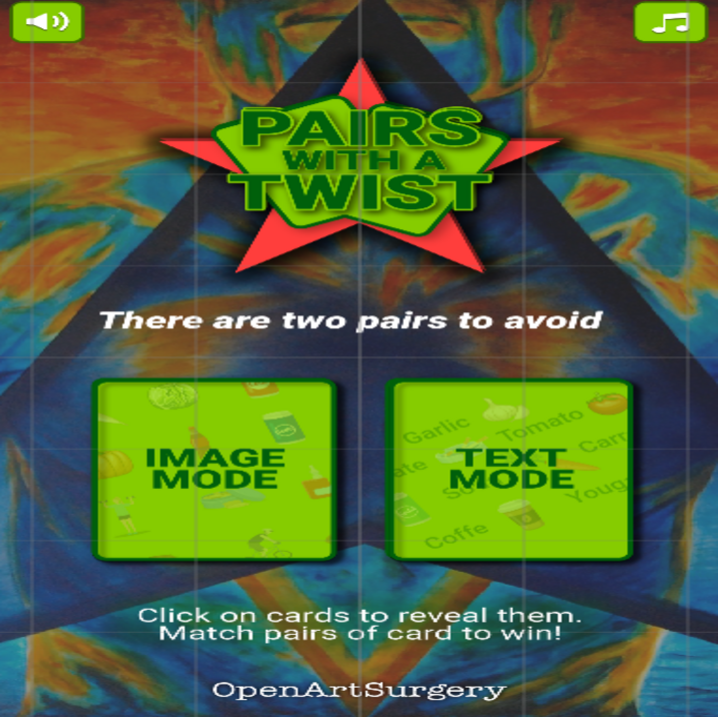 PAIRS
WITH A
TWIST
There are two pairs to avoid
IMAGE
MODE
TEXT
MODE
Garlic
Tomato
Coffe
Click on cards to reveal them.
Match pairs of card to win!
OpenArtSurgery